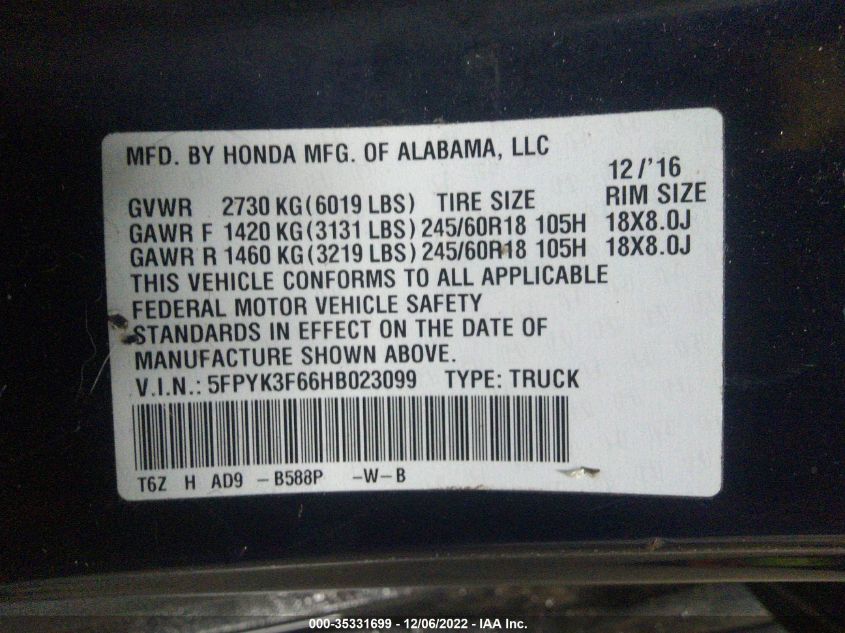 MFD. BY HONDA MFG. OF ALABAMA, LLC
12/'16
GVWR 2730 KG(6019 LBS) TIRE SIZE RIM SIZE
GAWR F 1420 KG(3131 LBS) 245/60R18 105H 18X8.0J
GAWR R 1460 KG(3219 LBS) 245/60R18 105H 18X8.0J
THIS VEHICLE CONFORMS TO ALL APPLICABLE
FEDERAL MOTOR VEHICLE SAFETY
STANDARDS IN EFFECT ON THE DATE OF
MANUFACTURE SHOWN ABOVE.
V.I.N.: 5FPYK3F66HB023099 TYPE: TRUCK
T6Z H AD9 -B588P -W-B
000-35331699 - 12/06/2022 - IAA Inc.